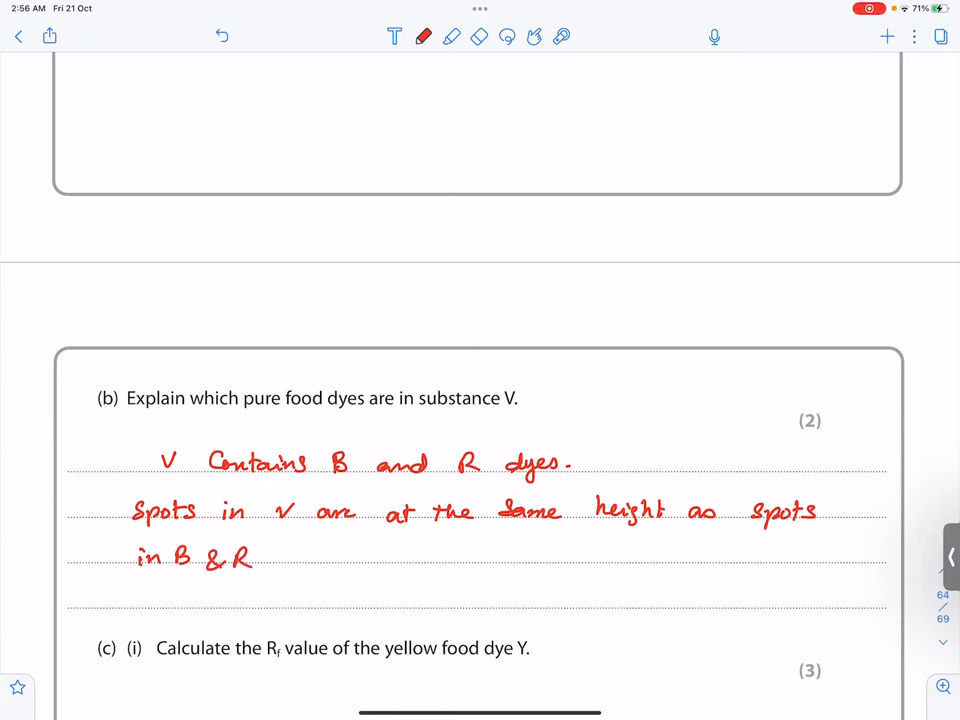 2:56 AM Fri 21 Oct
71%
T
(b) Explain which pure food dyes are in substance V.
(2)
V Contains B and R dyes.
Spots in V are at the same height as spots
in B & R
64
/
69
(c) (i) Calculate the Rf value of the yellow food dye Y.
(3)